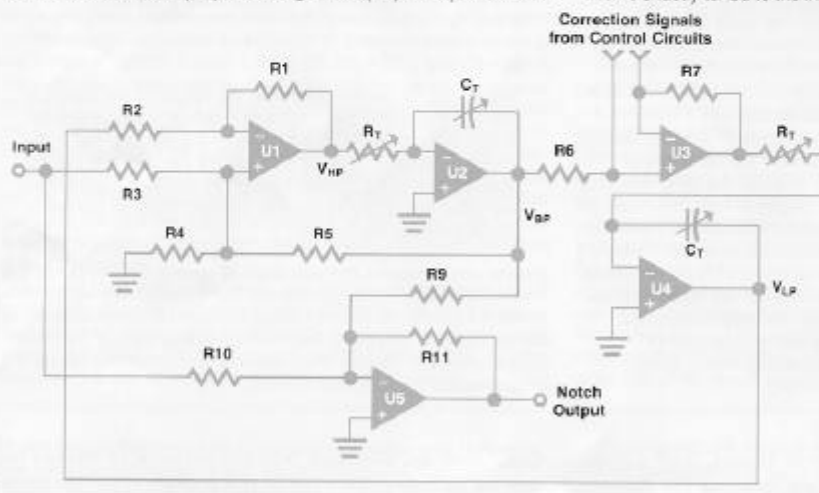 Correction Signals
from Control Circuits
R1
CT
R7
R2
RT
R6
RT
Input
U1
U2
U3
VHP
R3
VBP
CT
R4
R5
U4
VLP
R9
R11
R10
U5
Notch
Output